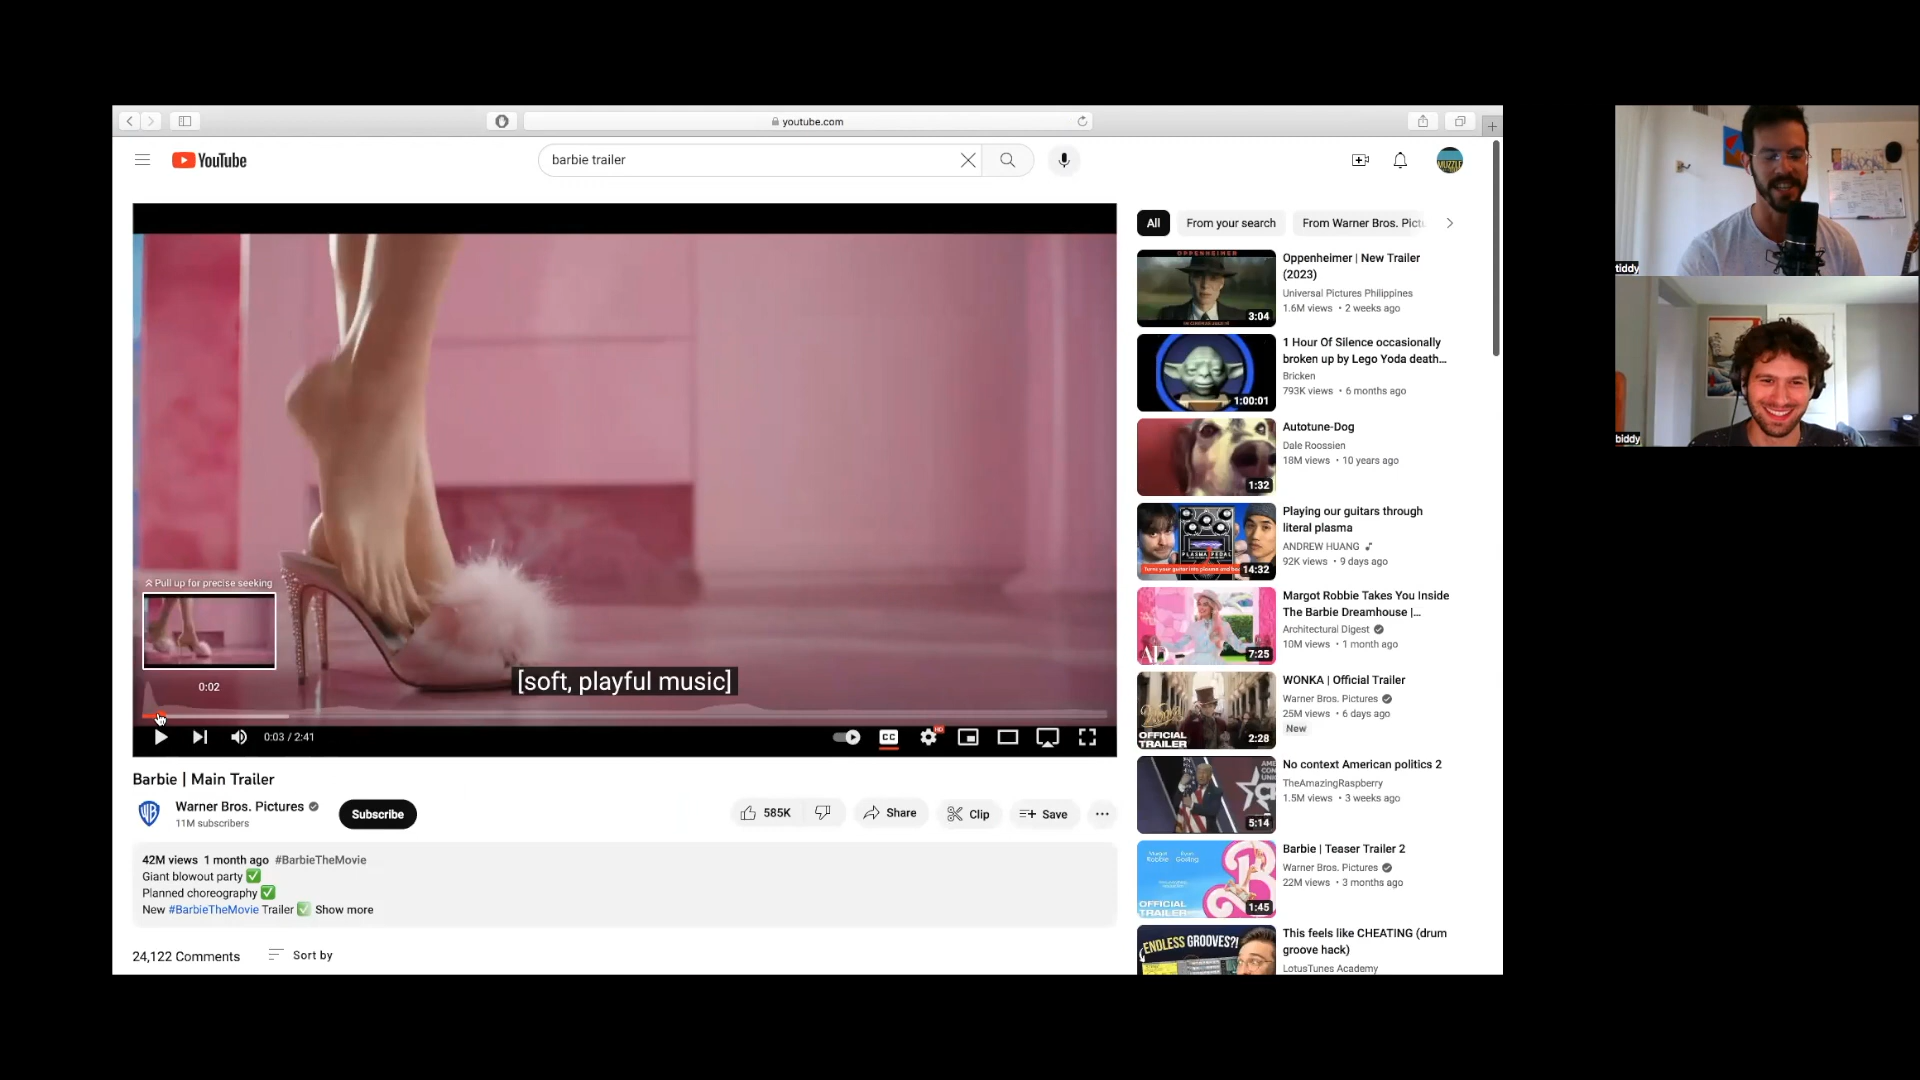 youtube.com
YouTube
barbie trailer
MUZZLE
Pull up for precise seeking
0:02
[soft, playful music]
0:03 / 2:41
CC
HD
Barbie | Main Trailer
Warner Bros. Pictures
11M subscribers
Subscribe
585K
Share
Clip
Save
42M views 1 month ago #BarbieTheMovie
Giant blowout party ✅
Planned choreography ✅
New #BarbieTheMovie Trailer ✅ Show more
24,122 Comments
Sort by
All
From your search
From Warner Bros. Pictu
OPPENHEIMER
3:04
Oppenheimer | New Trailer
(2023)
Universal Pictures Philippines
1.6M views • 2 weeks ago
1:00:01
1 Hour Of Silence occasionally
broken up by Lego Yoda death...
Bricken
793K views • 6 months ago
1:32
Autotune-Dog
Dale Roossien
18M views • 10 years ago
PLASMA PEDAL
14:32
Playing our guitars through
literal plasma
ANDREW HUANG
92K views • 9 days ago
AD
7:25
Margot Robbie Takes You Inside
The Barbie Dreamhouse |...
Architectural Digest
10M views • 1 month ago
OFFICIAL
TRAILER
2:28
WONKA | Official Trailer
Warner Bros. Pictures
25M views • 6 days ago
New
5:14
No context American politics 2
TheAmazingRaspberry
1.5M views • 3 weeks ago
OFFICIAL
TRAILER
1:45
Barbie | Teaser Trailer 2
Warner Bros. Pictures
22M views • 3 months ago
ENDLESS GROOVES?!
This feels like CHEATING (drum
groove hack)
LotusTunes Academy
tiddy
biddy